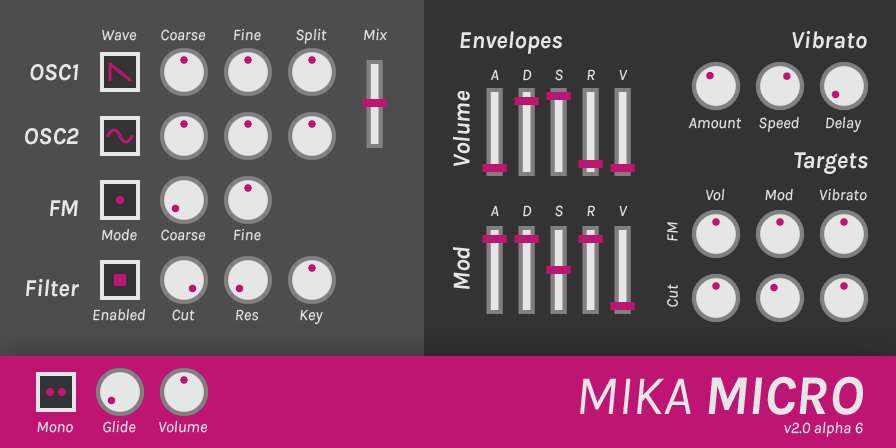 Wave Coarse Fine Split Mix
OSC1
OSC2
FM
Mode Coarse Fine
Filter
Enabled Cut Res Key
Envelopes
Volume
A D S R V
Mod
A D S R V
Vibrato
Amount Speed Delay
Targets
Vol Mod Vibrato
FM
Cut
Mono Glide Volume
MIKA MICRO
v2.0 alpha 6